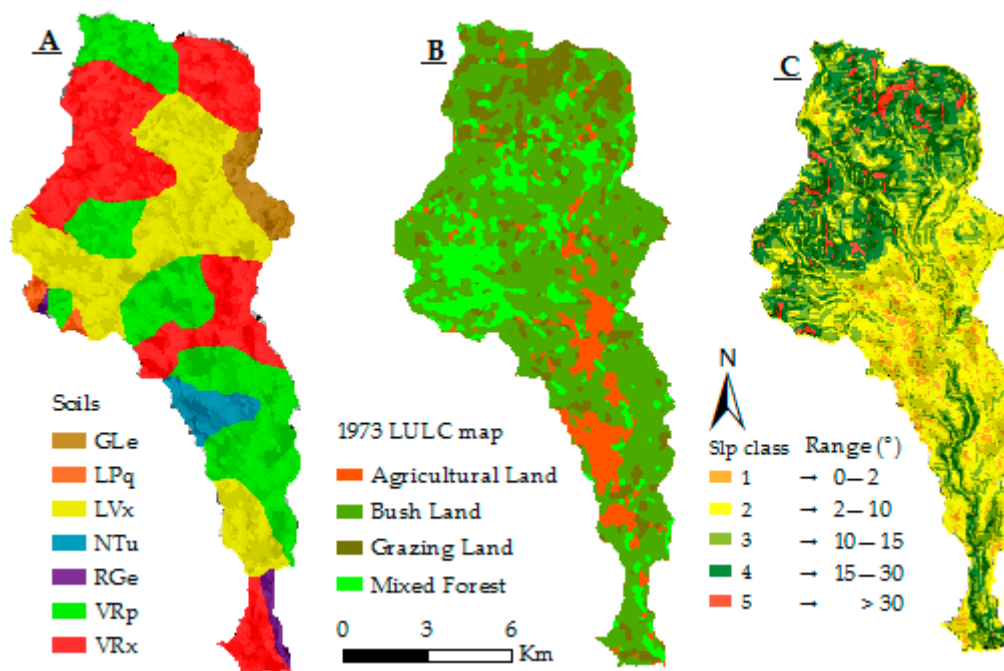 A
B
C
Soils
GLe
LPq
LVx
NTu
RGe
VRp
VRx
1973 LULC map
Agricultural Land
Bush Land
Grazing Land
Mixed Forest
0 3 6
Km
N
Slp class Range (°)
1 → 0–2
2 → 2–10
3 → 10–15
4 → 15–30
5 → > 30